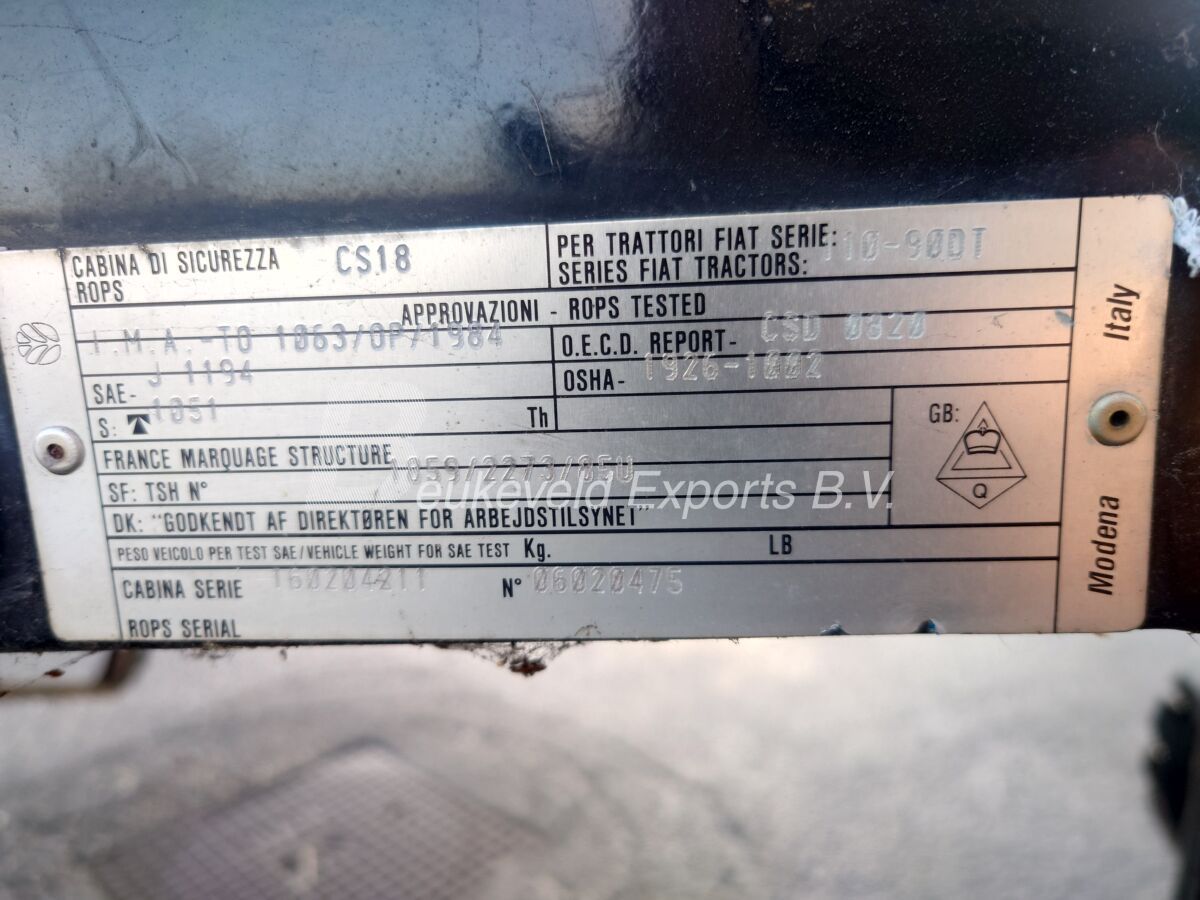 CABINA DI SICUREZZA CS18
ROPS
PER TRATTORI FIAT SERIE: 110-90DT
SERIES FIAT TRACTORS:
APPROVAZIONI - ROPS TESTED
I.M.A.-TO 1063/OP/1984
O.E.C.D. REPORT- CSD 0820
SAE- J 1194
OSHA- 1926-1002
S: 1051
Th
GB:
Q
FRANCE MARQUAGE STRUCTURE
SF: TSH N° 1059/2273/85U
DK: "GODKENDT AF DIREKTØREN FOR ARBEJDSTILSYNET"
PESO VEICOLO PER TEST SAE/VEHICLE WEIGHT FOR SAE TEST Kg. LB
CABINA SERIE 160204211 N° 06020475
ROPS SERIAL
Modena Italy
Beukeveld Exports B.V.